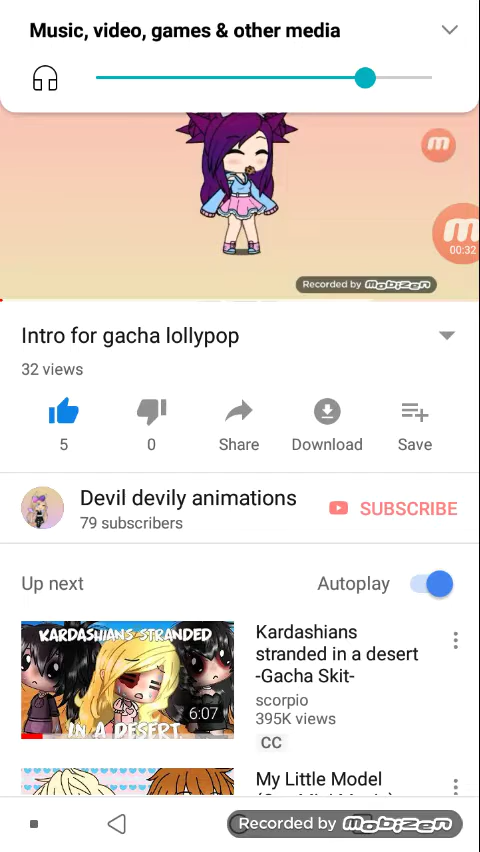 Music, video, games & other media
m
m
00:32
Recorded by mobizen
Intro for gacha lollypop
32 views
5
0
Share
Download
Save
Devil devily animations
79 subscribers
SUBSCRIBE
Up next
Autoplay
KARDASHIANS STRANDED
IN A DESERT
6:07
Kardashians
stranded in a desert
-Gacha Skit-
scorpio
395K views
CC
My Little Model
Recorded by mobizen